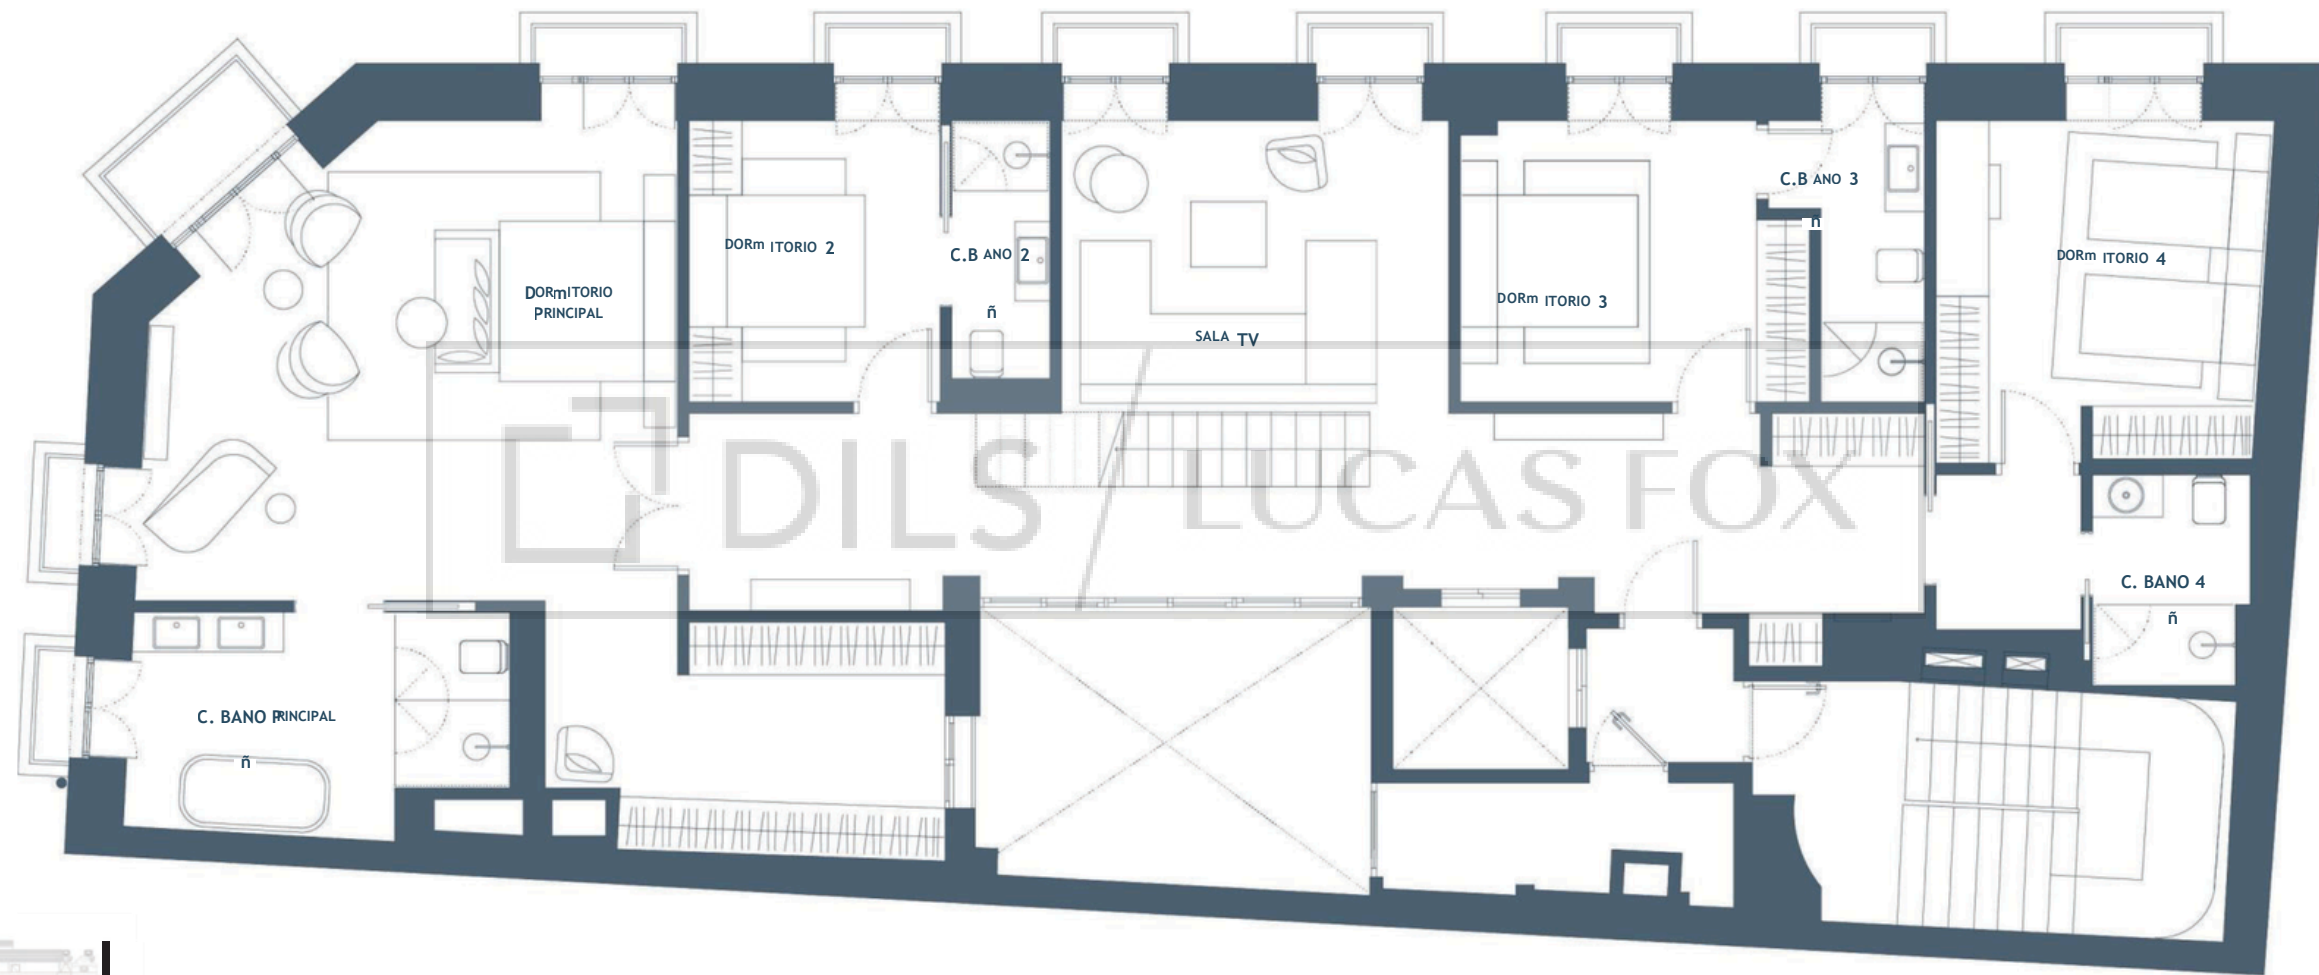 DORmITORIO
PRINCIPAL
DORm ITORIO 2
C.B ANO 2
ñ
SALA TV
DORm ITORIO 3
C.B ANO 3
ñ
DORm ITORIO 4
C. BANO 4
ñ
C. BANO PRINCIPAL
ñ
DILS / LUCAS FOX